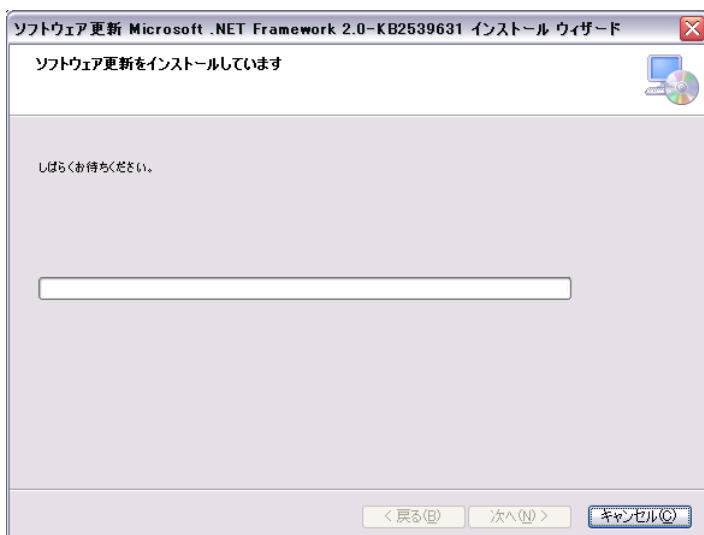 ソフトウェア更新 Microsoft .NET Framework 2.0-KB2539631 インストール ウィザード
ソフトウェア更新をインストールしています
しばらくお待ちください。
< 戻る(B)
次へ(N) >
キャンセル(C)